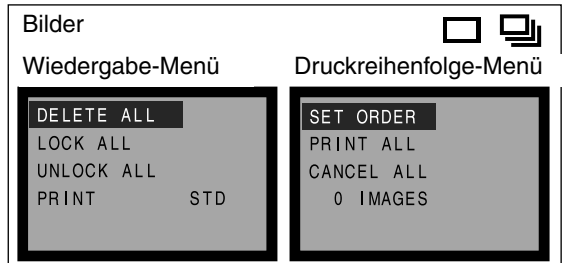 Bilder
Wiedergabe-Menü
Druckreihenfolge-Menü
DELETE ALL
LOCK ALL
UNLOCK ALL
PRINT STD
SET ORDER
PRINT ALL
CANCEL ALL
0 IMAGES